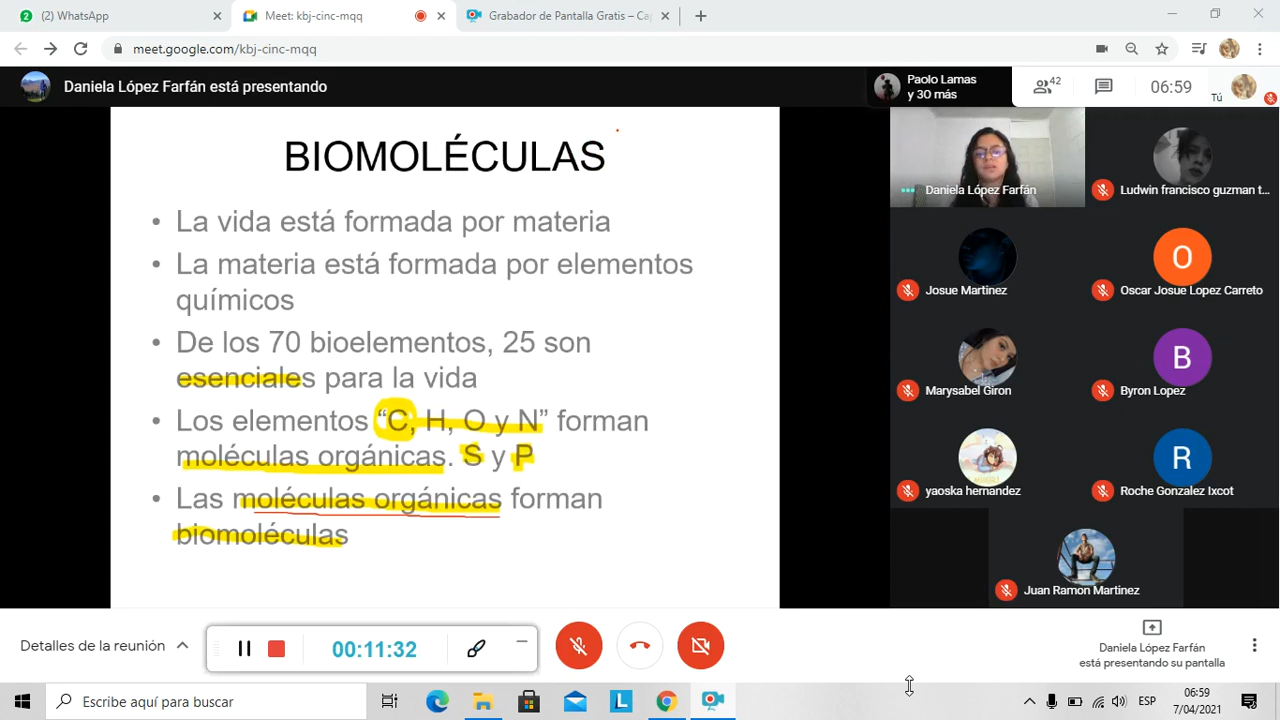 (2) WhatsApp
Meet: kbj-cinc-mqq
Grabador de Pantalla Gratis – Ca
meet.google.com/kbj-cinc-mqq
Daniela López Farfán está presentando
Paolo Lamas
y 30 más
42
06:59
Tú
BIOMOLÉCULAS
• La vida está formada por materia
• La materia está formada por elementos
químicos
• De los 70 bioelementos, 25 son
esenciales para la vida
• Los elementos “C, H, O y N” forman
moléculas orgánicas. S y P
• Las moléculas orgánicas forman
biomoléculas
Daniela López Farfán
Ludwin francisco guzman t...
Josue Martinez
O
Oscar Josue Lopez Carreto
Marysabel Giron
B
Byron Lopez
yaoska hernandez
R
Roche Gonzalez Ixcot
Juan Ramon Martinez
Detalles de la reunión
00:11:32
Daniela López Farfán
está presentando su pantalla
Escribe aquí para buscar
L
ESP
06:59
7/04/2021